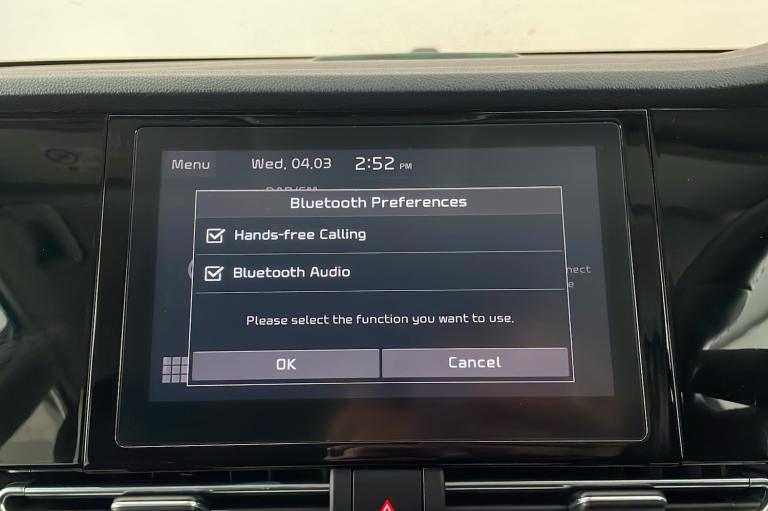 Menu Wed, 04.03 2:52 PM
Bluetooth Preferences
Hands-free Calling
Bluetooth Audio
Please select the function you want to use.
OK Cancel